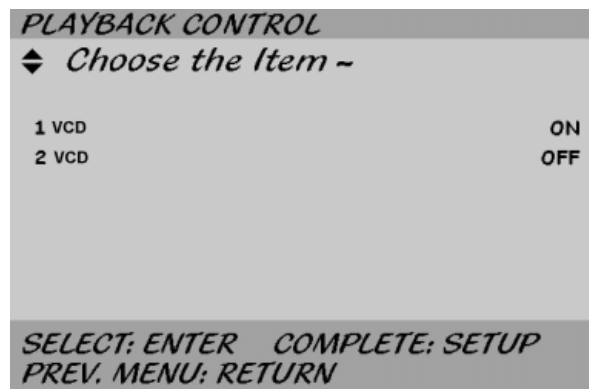 PLAYBACK CONTROL
Choose the Item ~
1 VCD ON
2 VCD OFF
SELECT: ENTER COMPLETE: SETUP
PREV. MENU: RETURN